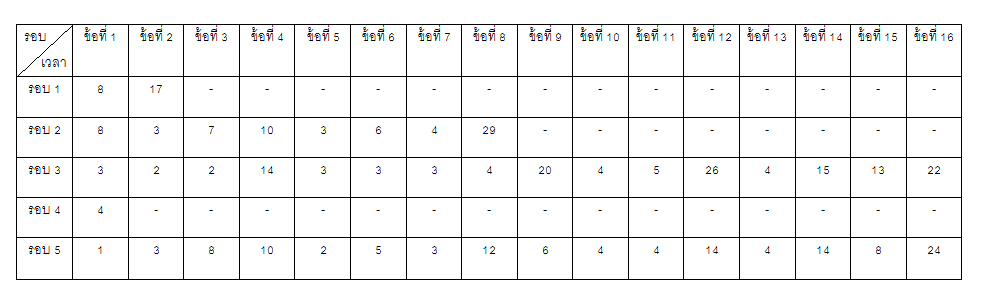 รอบ ข้อที่ 1 ข้อที่ 2 ข้อที่ 3 ข้อที่ 4 ข้อที่ 5 ข้อที่ 6 ข้อที่ 7 ข้อที่ 8 ข้อที่ 9 ข้อที่ 10 ข้อที่ 11 ข้อที่ 12 ข้อที่ 13 ข้อที่ 14 ข้อที่ 15 ข้อที่ 16
เวลา
รอบ 1 8 17 - - - - - - - - - - - - - -
รอบ 2 8 3 7 10 3 6 4 29 - - - - - - - -
รอบ 3 3 2 2 14 3 3 3 4 20 4 5 26 4 15 13 22
รอบ 4 4 - - - - - - - - - - - - - - -
รอบ 5 1 3 8 10 2 5 3 12 6 4 4 14 4 14 8 24